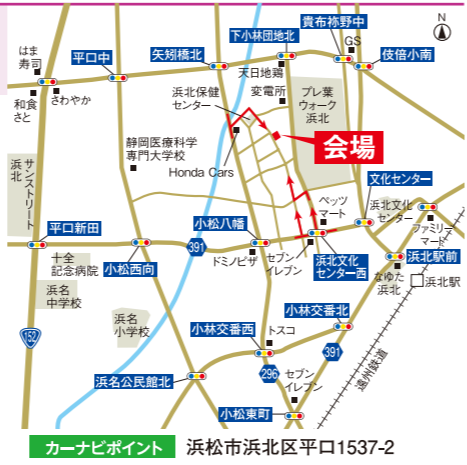 貴布祢野中
下小林団地北
N
はま
寿司
平口中
矢矧橋北
天日地鶏
GS
伎倍小南
和食
さと
さわやか
浜北保健
センター
変電所
プレ葉
ウォーク
浜北
静岡医療科学
専門大学校
Honda Cars
会場
浜北
サンストリート
ペッツ
マート
文化センター
浜北文化
センター
平口新田
小松八幡
ファミリー
マート
391
十全
記念病院
小松西向
ドミノピザ
セブン
イレブン
浜北文化
センター西
浜北駅前
なゆた
浜北
浜北駅
浜名
中学校
152
浜名
小学校
小林交番西
トスコ
小林交番北
391
遠州鉄道
浜名公民館北
296
セブン
イレブン
小松東町
カーナビポイント 浜松市浜北区平口1537-2